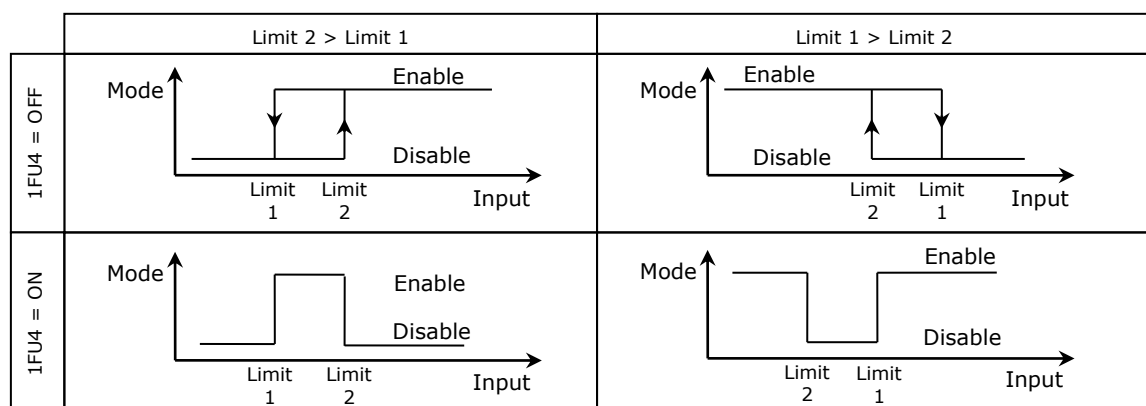 Limit 2 > Limit 1
Limit 1 > Limit 2
1FU4 = OFF
Mode
Enable
Disable
Limit
1
Limit
2
Input
Mode
Enable
Disable
Limit
2
Limit
1
Input
1FU4 = ON
Mode
Enable
Disable
Limit
1
Limit
2
Input
Mode
Enable
Disable
Limit
2
Limit
1
Input